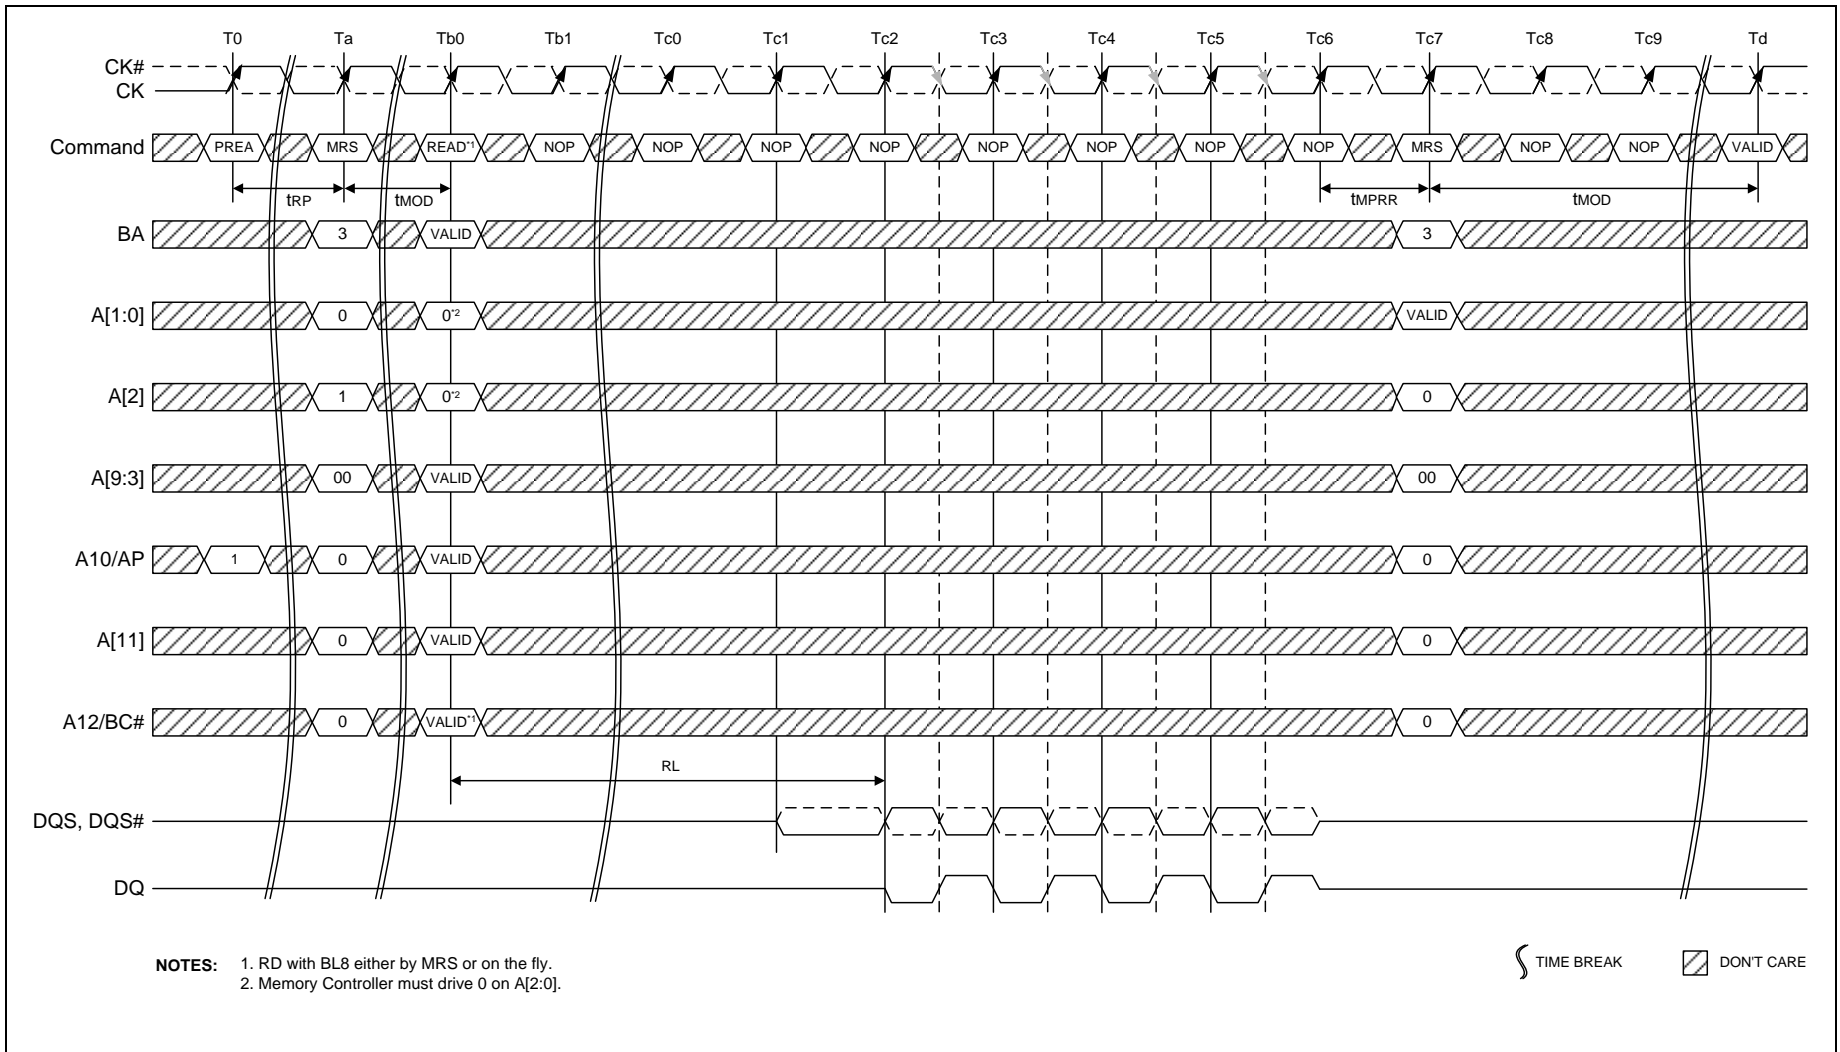 T0 Ta Tb0 Tb1 Tc0 Tc1 Tc2 Tc3 Tc4 Tc5 Tc6 Tc7 Tc8 Tc9 Td
CK#
CK
Command PREA MRS READ*1 NOP NOP NOP NOP NOP NOP NOP NOP MRS NOP NOP VALID
tRP tMOD tMPRR tMOD
BA 3 VALID 3
A[1:0] 0 0*2 VALID
A[2] 1 0*2 0
A[9:3] 00 VALID 00
A10/AP 1 0 VALID 0
A[11] 0 VALID 0
A12/BC# 0 VALID*1 0
RL
DQS, DQS#
DQ
NOTES: 1. RD with BL8 either by MRS or on the fly.
2. Memory Controller must drive 0 on A[2:0].
TIME BREAK DON'T CARE